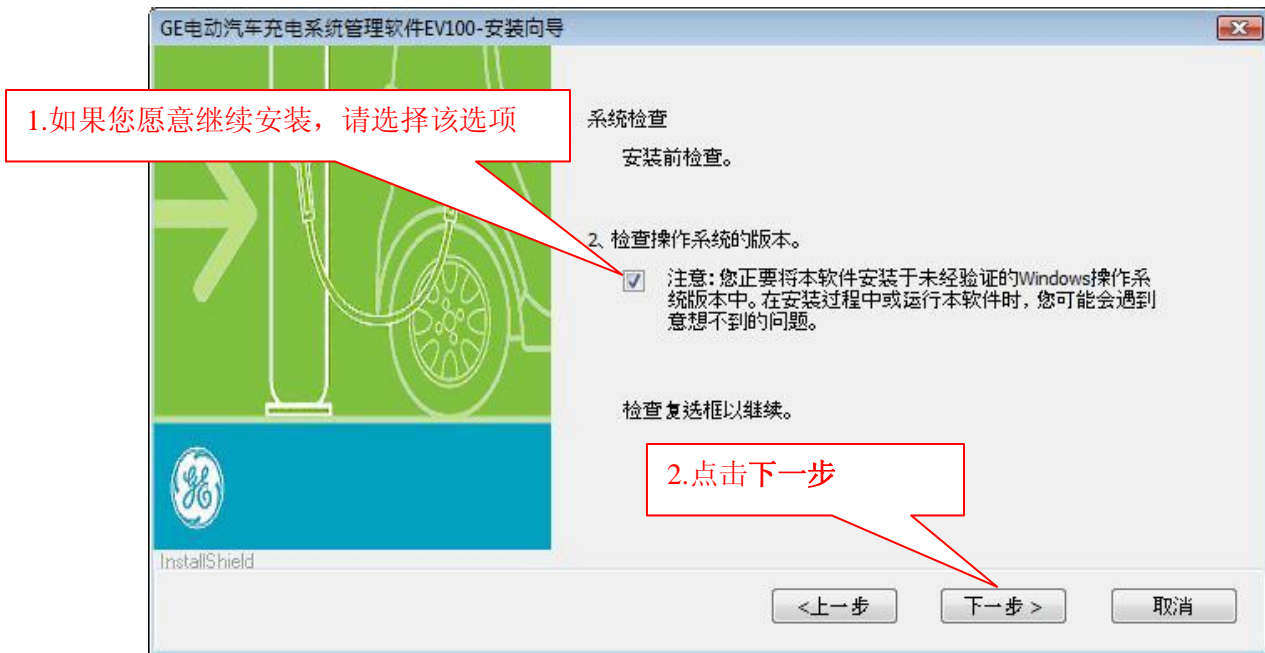 GE电动汽车充电系统管理软件EV100-安装向导
1.如果您愿意继续安装，请选择该选项
系统检查
安装前检查。
2、检查操作系统的版本。
注意：您正要将本软件安装于未经验证的Windows操作系
统版本中。在安装过程中或运行本软件时，您可能会遇到
意想不到的问题。
检查复选框以继续。
2.点击下一步
GE
InstallShield
<上一步
下一步 >
取消